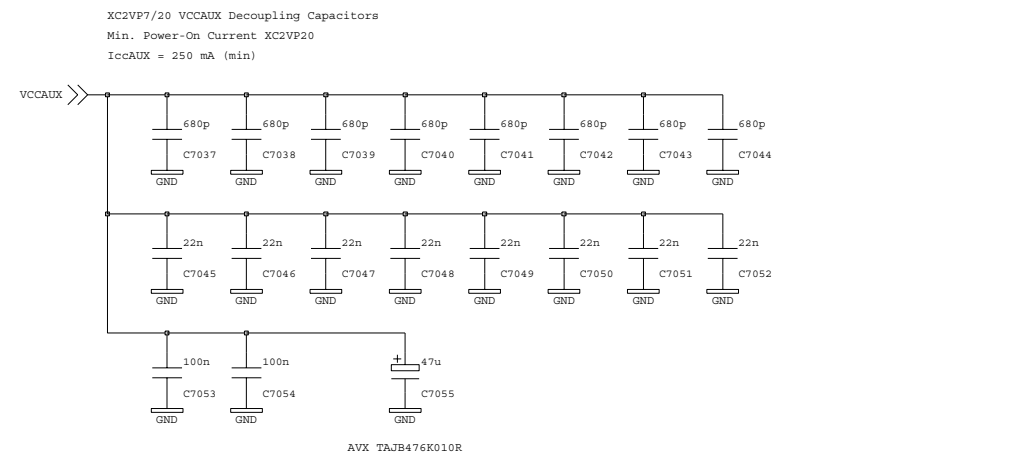 XC2VP7/20 VCCAUX Decoupling Capacitors
Min. Power-On Current XC2VP20
IccAUX = 250 mA (min)
VCCAUX
680p 680p 680p 680p 680p 680p 680p 680p
C7037 C7038 C7039 C7040 C7041 C7042 C7043 C7044
GND GND GND GND GND GND GND GND
22n 22n 22n 22n 22n 22n 22n 22n
C7045 C7046 C7047 C7048 C7049 C7050 C7051 C7052
GND GND GND GND GND GND GND GND
100n 100n + 47u
C7053 C7054 C7055
GND GND GND
AVX TAJB476K010R